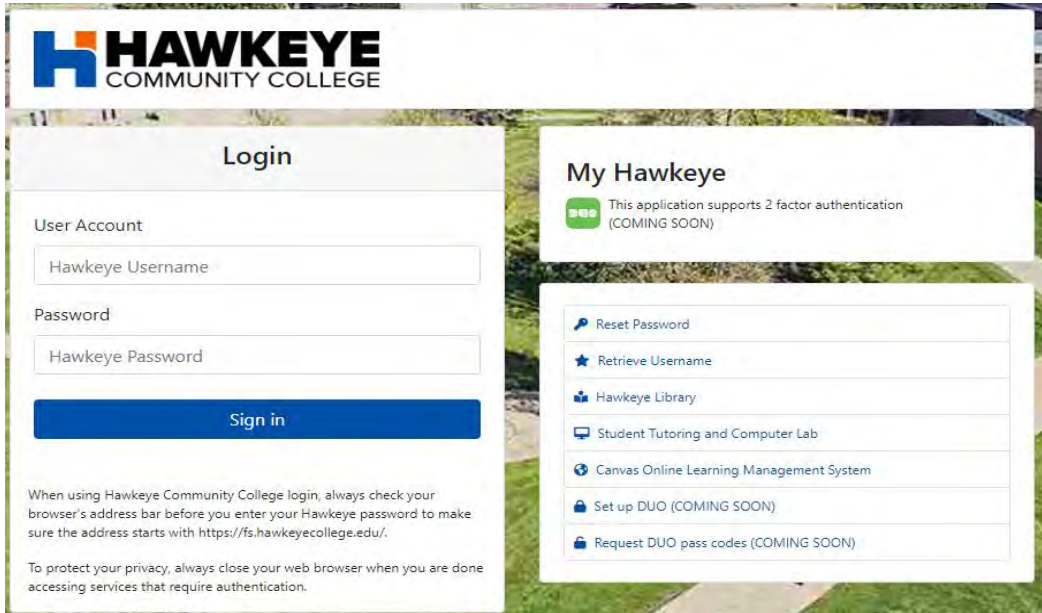 HAWKEYE
COMMUNITY COLLEGE
Login
User Account
Hawkeye Username
Password
Hawkeye Password
Sign in
When using Hawkeye Community College login, always check your
browser's address bar before you enter your Hawkeye password to make
sure the address starts with https://fs.hawkeyecollege.edu/.
To protect your privacy, always close your web browser when you are done
accessing services that require authentication.
My Hawkeye
This application supports 2 factor authentication
(COMING SOON)
Reset Password
Retrieve Username
Hawkeye Library
Student Tutoring and Computer Lab
Canvas Online Learning Management System
Set up DUO (COMING SOON)
Request DUO pass codes (COMING SOON)